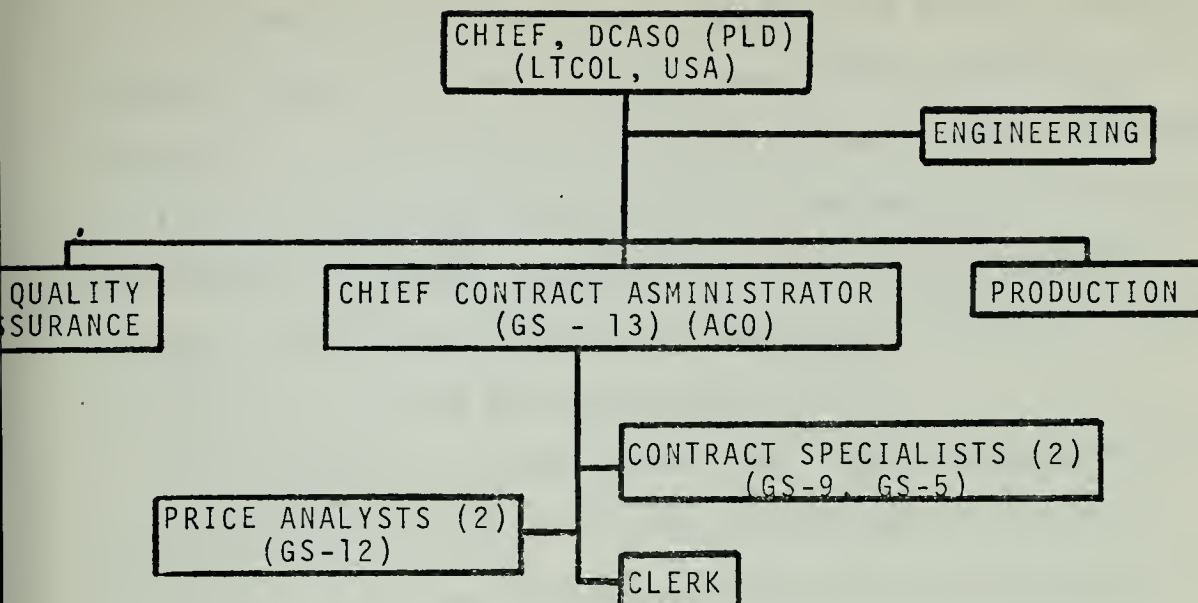 CHIEF, DCASO (PLD)
(LTCOL, USA)
ENGINEERING
QUALITY
SSURANCE
CHIEF CONTRACT ASMINISTRATOR
(GS - 13) (ACO)
PRODUCTION
CONTRACT SPECIALISTS (2)
(GS-9, GS-5)
PRICE ANALYSTS (2)
(GS-12)
CLERK